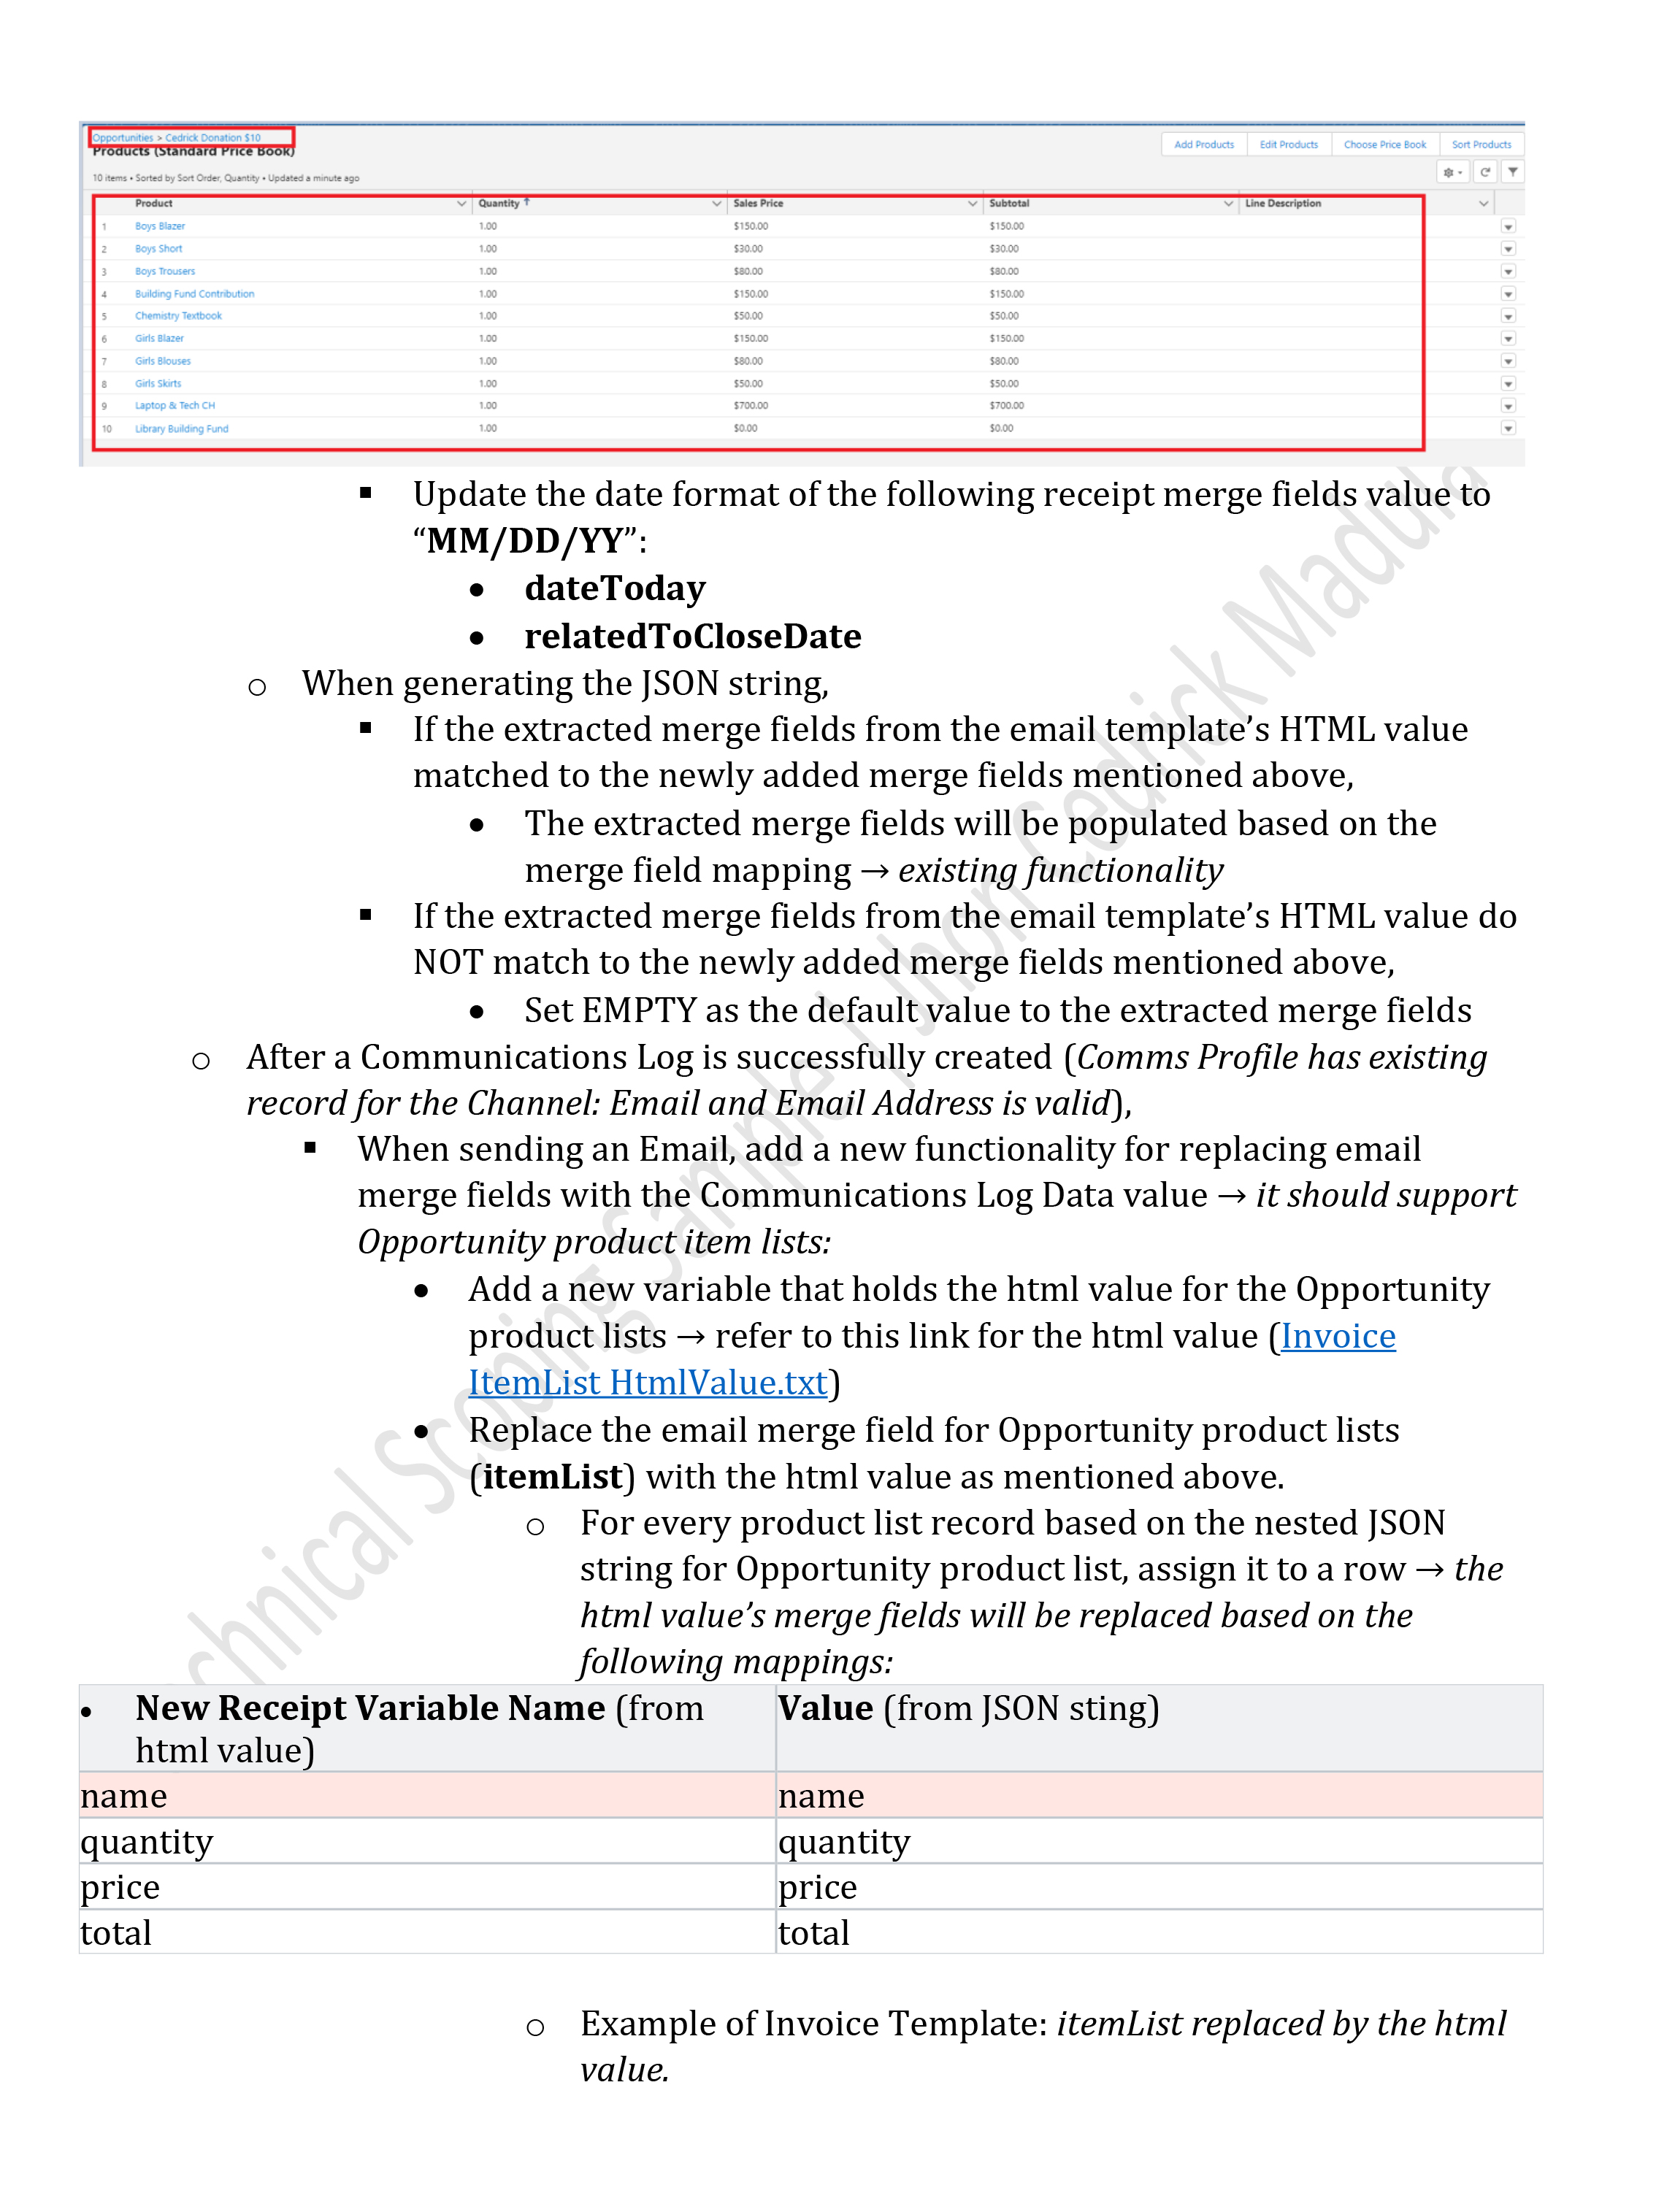 Opportunities > Cedrick Donation $10
Products (Standard Price Book)
Add Products Edit Products Choose Price Book Sort Products
10 items • Sorted by Sort Order, Quantity • Updated a minute ago
Product Quantity ↑ Sales Price Subtotal Line Description
1 Boys Blazer 1.00 $150.00 $150.00
2 Boys Short 1.00 $30.00 $30.00
3 Boys Trousers 1.00 $80.00 $80.00
4 Building Fund Contribution 1.00 $150.00 $150.00
5 Chemistry Textbook 1.00 $50.00 $50.00
6 Girls Blazer 1.00 $150.00 $150.00
7 Girls Blouses 1.00 $80.00 $80.00
8 Girls Skirts 1.00 $50.00 $50.00
9 Laptop & Tech CH 1.00 $700.00 $700.00
10 Library Building Fund 1.00 $0.00 $0.00
▪ Update the date format of the following receipt merge fields value to
“MM/DD/YY”:
• dateToday
• relatedToCloseDate
o When generating the JSON string,
▪ If the extracted merge fields from the email template’s HTML value
matched to the newly added merge fields mentioned above,
• The extracted merge fields will be populated based on the
merge field mapping → existing functionality
▪ If the extracted merge fields from the email template’s HTML value do
NOT match to the newly added merge fields mentioned above,
• Set EMPTY as the default value to the extracted merge fields
o After a Communications Log is successfully created (Comms Profile has existing
record for the Channel: Email and Email Address is valid),
▪ When sending an Email, add a new functionality for replacing email
merge fields with the Communications Log Data value → it should support
Opportunity product item lists:
• Add a new variable that holds the html value for the Opportunity
product lists → refer to this link for the html value (Invoice
ItemList HtmlValue.txt)
• Replace the email merge field for Opportunity product lists
(itemList) with the html value as mentioned above.
o For every product list record based on the nested JSON
string for Opportunity product list, assign it to a row → the
html value’s merge fields will be replaced based on the
following mappings:
• New Receipt Variable Name (from Value (from JSON sting)
html value)
name name
quantity quantity
price price
total total
o Example of Invoice Template: itemList replaced by the html
value.
chnical Scoping Sample | Jhon Cedrick Madula